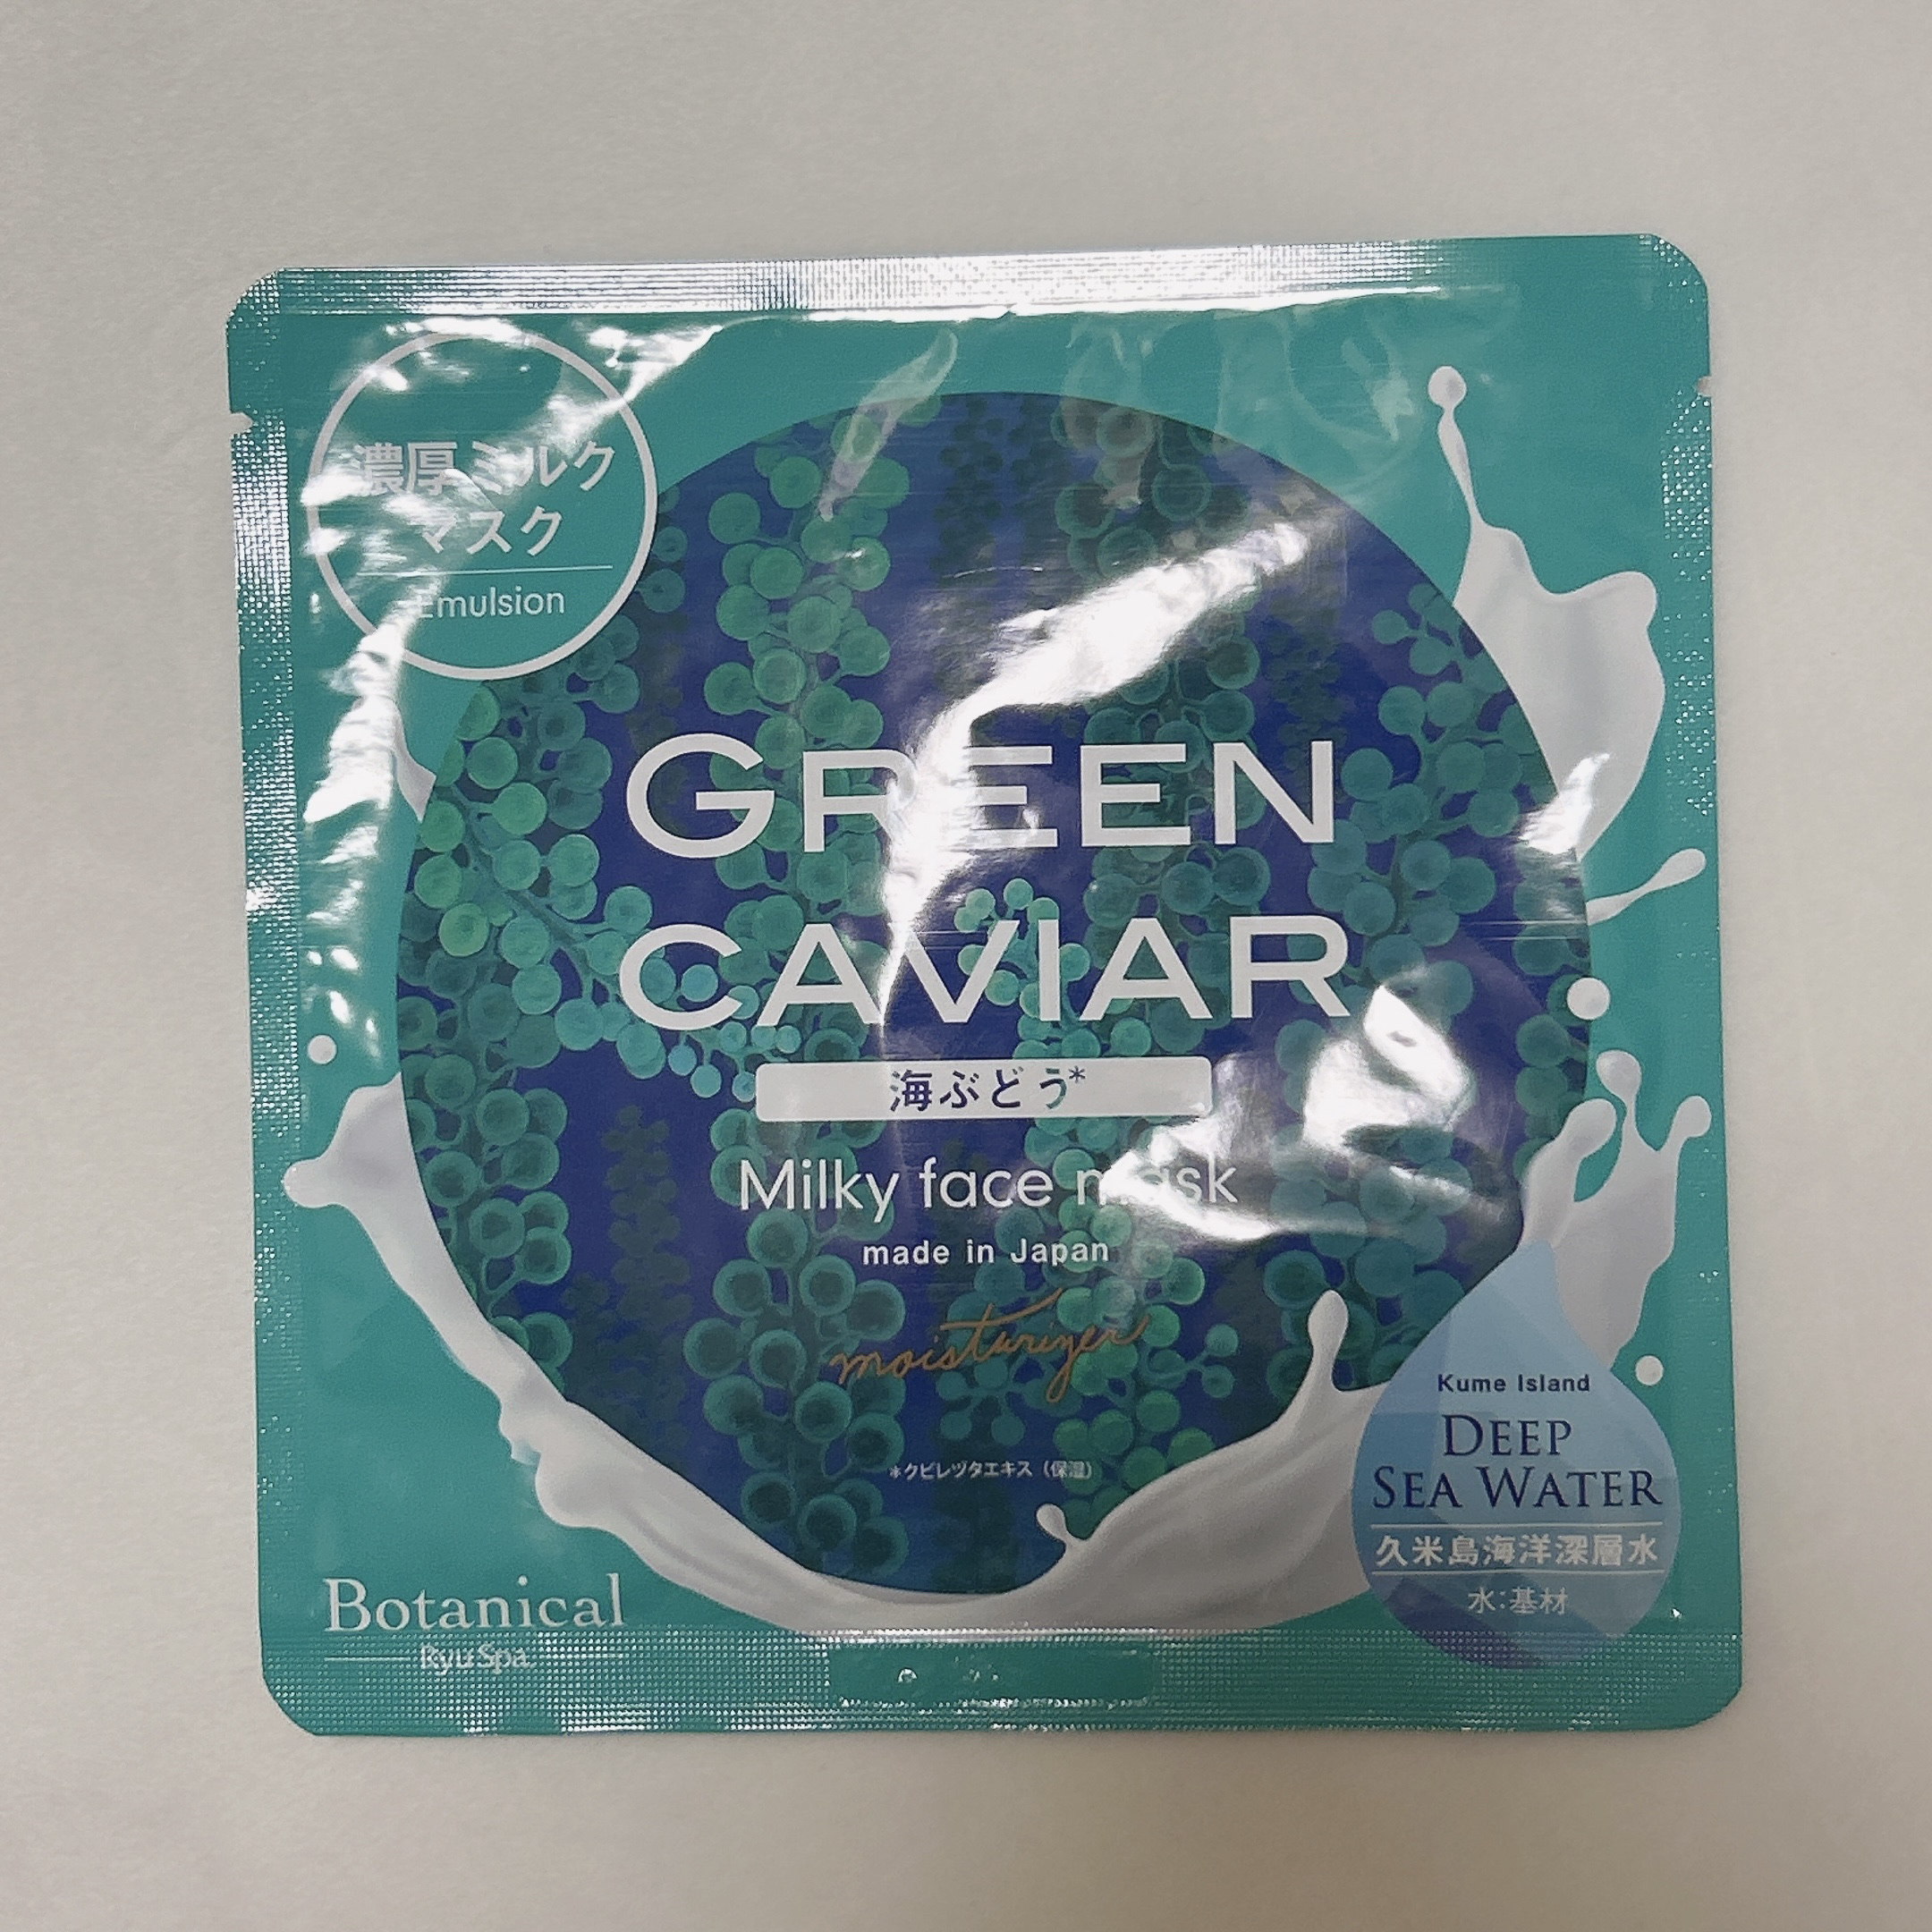 濃厚ミルク
マスク
Emulsion
GREEN
CAVIAR
海ぶどう*
Milky face mask
made in Japan
moisturizer
*クビレヅタエキス（保湿）
Kume Island
DEEP
SEA WATER
久米島海洋深層水
水:基材
Botanical
Ryu Spa